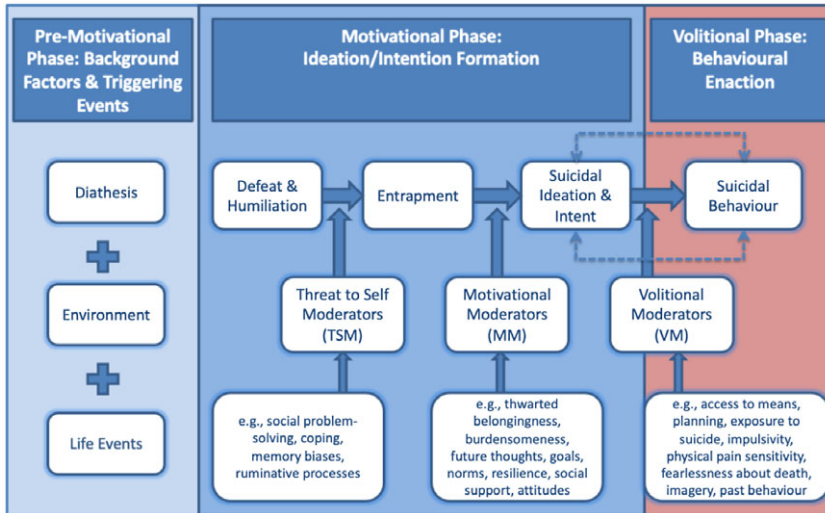 Pre-Motivational
Phase: Background
Factors & Triggering
Events
Motivational Phase:
Ideation/Intention Formation
Volitional Phase:
Behavioural
Enaction
Diathesis
Environment
Life Events
Defeat &
Humiliation
Entrapment
Suicidal
Ideation &
Intent
Suicidal
Behaviour
Threat to Self
Moderators
(TSM)
Motivational
Moderators
(MM)
Volitional
Moderators
(VM)
e.g., social problem-
solving, coping,
memory biases,
ruminative processes
e.g., thwarted
belongingness,
burdensomeness,
future thoughts, goals,
norms, resilience, social
support, attitudes
e.g., access to means,
planning, exposure to
suicide, impulsivity,
physical pain sensitivity,
fearlessness about death,
imagery, past behaviour